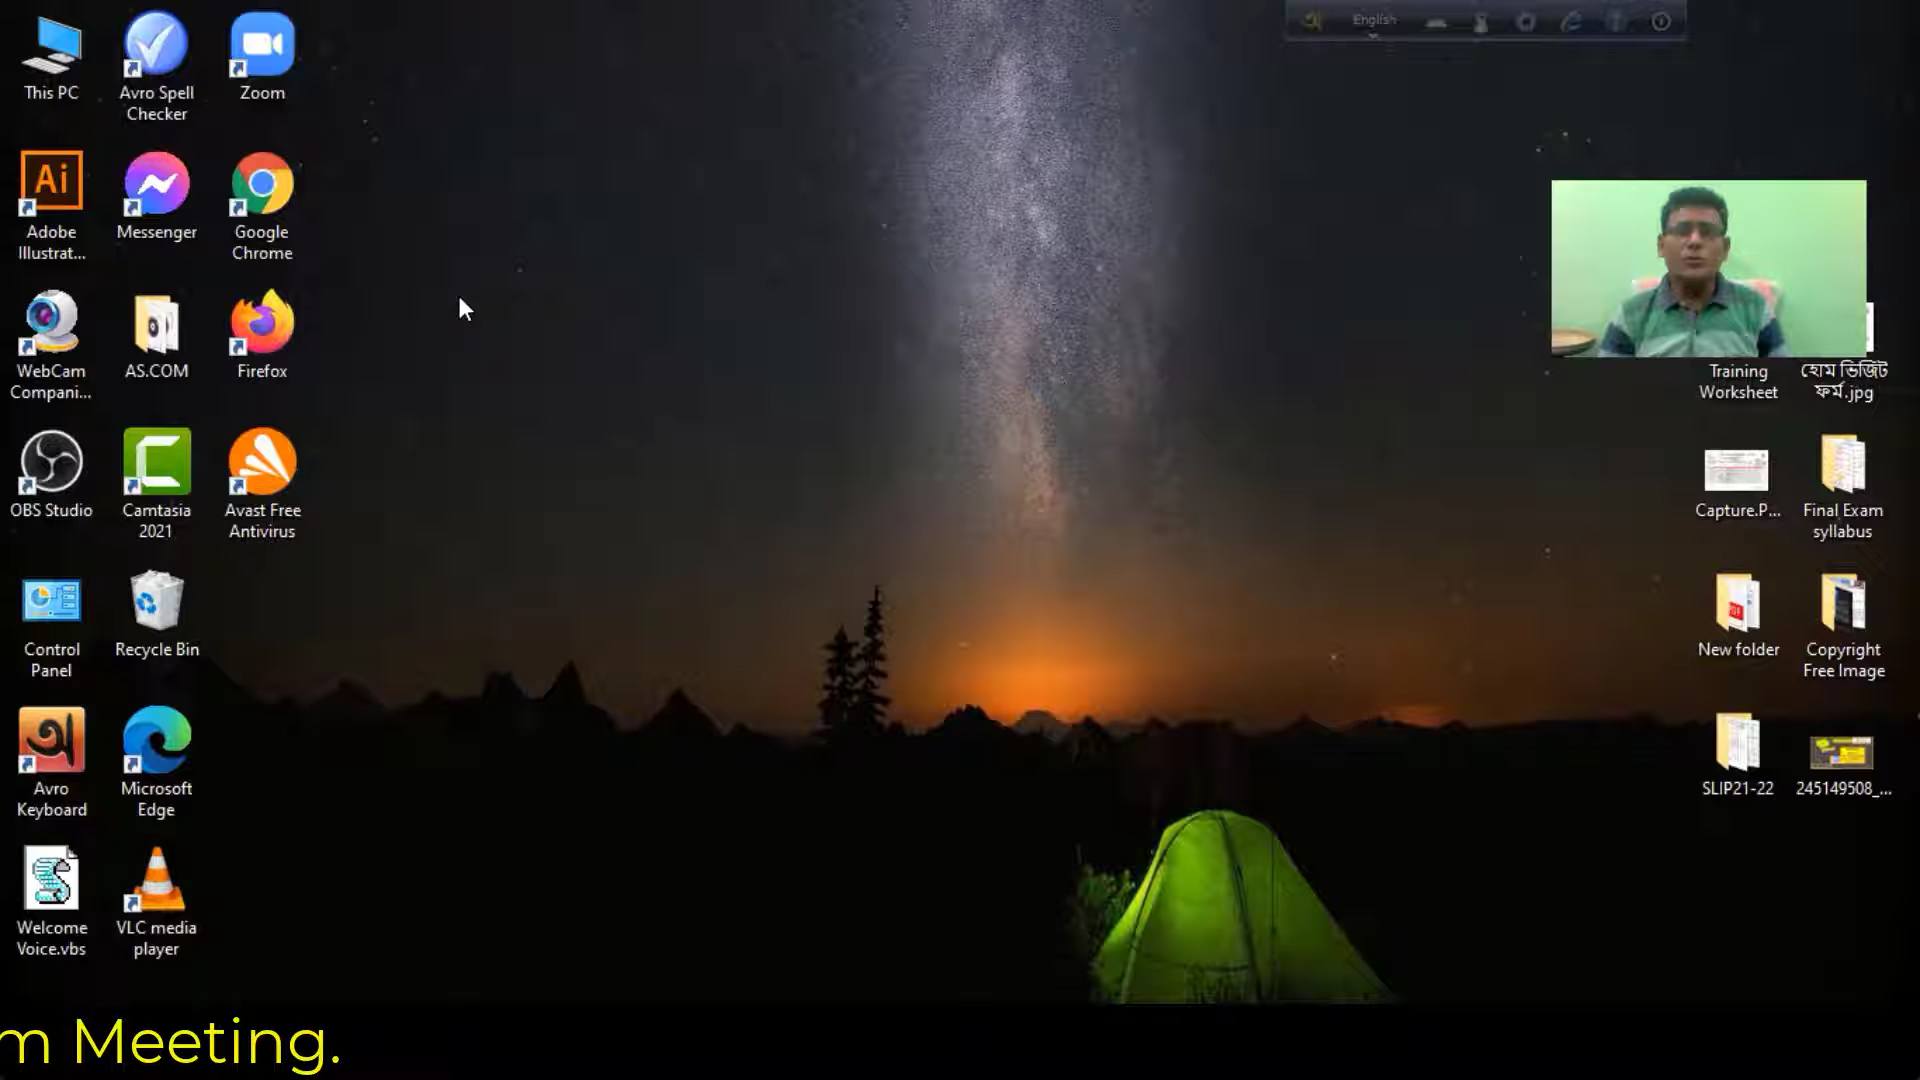 English
This PC
Avro Spell
Checker
Zoom
Ai
Adobe
Illustrat...
Messenger
Google
Chrome
WebCam
Compani...
AS.COM
Firefox
Training
Worksheet
হোম ভিজিট
ফর্ম.jpg
OBS Studio
Camtasia
2021
Avast Free
Antivirus
Capture.P...
Final Exam
syllabus
Control
Panel
Recycle Bin
PDF
New folder
Copyright
Free Image
অ
Avro
Keyboard
Microsoft
Edge
SLIP21-22
245149508_...
Welcome
Voice.vbs
VLC media
player
m Meeting.